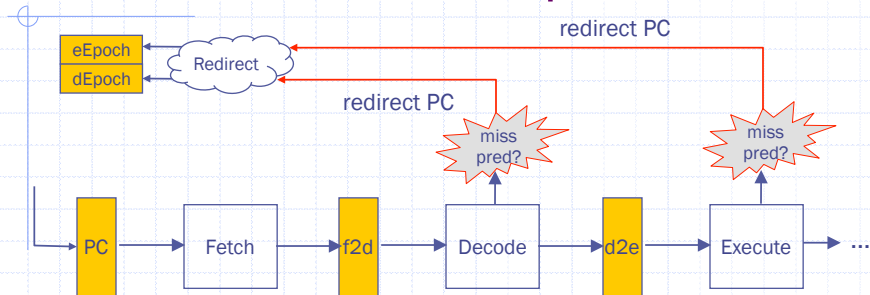 redirect PC
eEpoch
Redirect
dEpoch
redirect PC
miss
pred?
miss
pred?
PC
Fetch
f2d
Decode
d2e
Execute
...